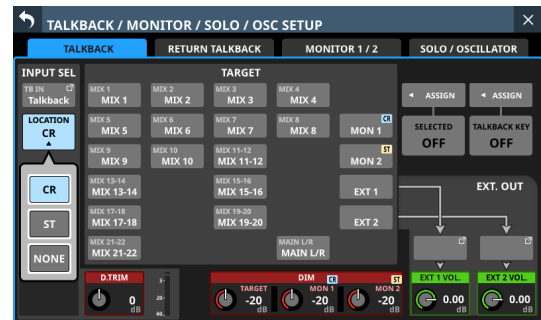 TALKBACK / MONITOR / SOLO / OSC SETUP
TALKBACK RETURN TALKBACK MONITOR 1 / 2 SOLO / OSCILLATOR
INPUT SEL TARGET
TB IN
Talkback
LOCATION
CR
CR
ST
NONE
MIX 1 MIX 2 MIX 3 MIX 4
MIX 1 MIX 2 MIX 3 MIX 4
MIX 5 MIX 6 MIX 7 MIX 8 CR
MIX 5 MIX 6 MIX 7 MIX 8 MON 1
MIX 9 MIX 10 MIX 11-12 ST
MIX 9 MIX 10 MIX 11-12 MON 2
MIX 13-14 MIX 15-16
MIX 13-14 MIX 15-16 EXT 1
MIX 17-18 MIX 19-20
MIX 17-18 MIX 19-20 EXT 2
MIX 21-22 MAIN L/R
MIX 21-22 MAIN L/R
ASSIGN ASSIGN
SELECTED TALKBACK KEY
OFF OFF
EXT. OUT
D.TRIM
0
dB
3-
20-
60-
DIM CR ST
TARGET MON 1 MON 2
-20 -20 -20
dB dB dB
EXT 1 VOL. EXT 2 VOL.
0.00 0.00
dB dB